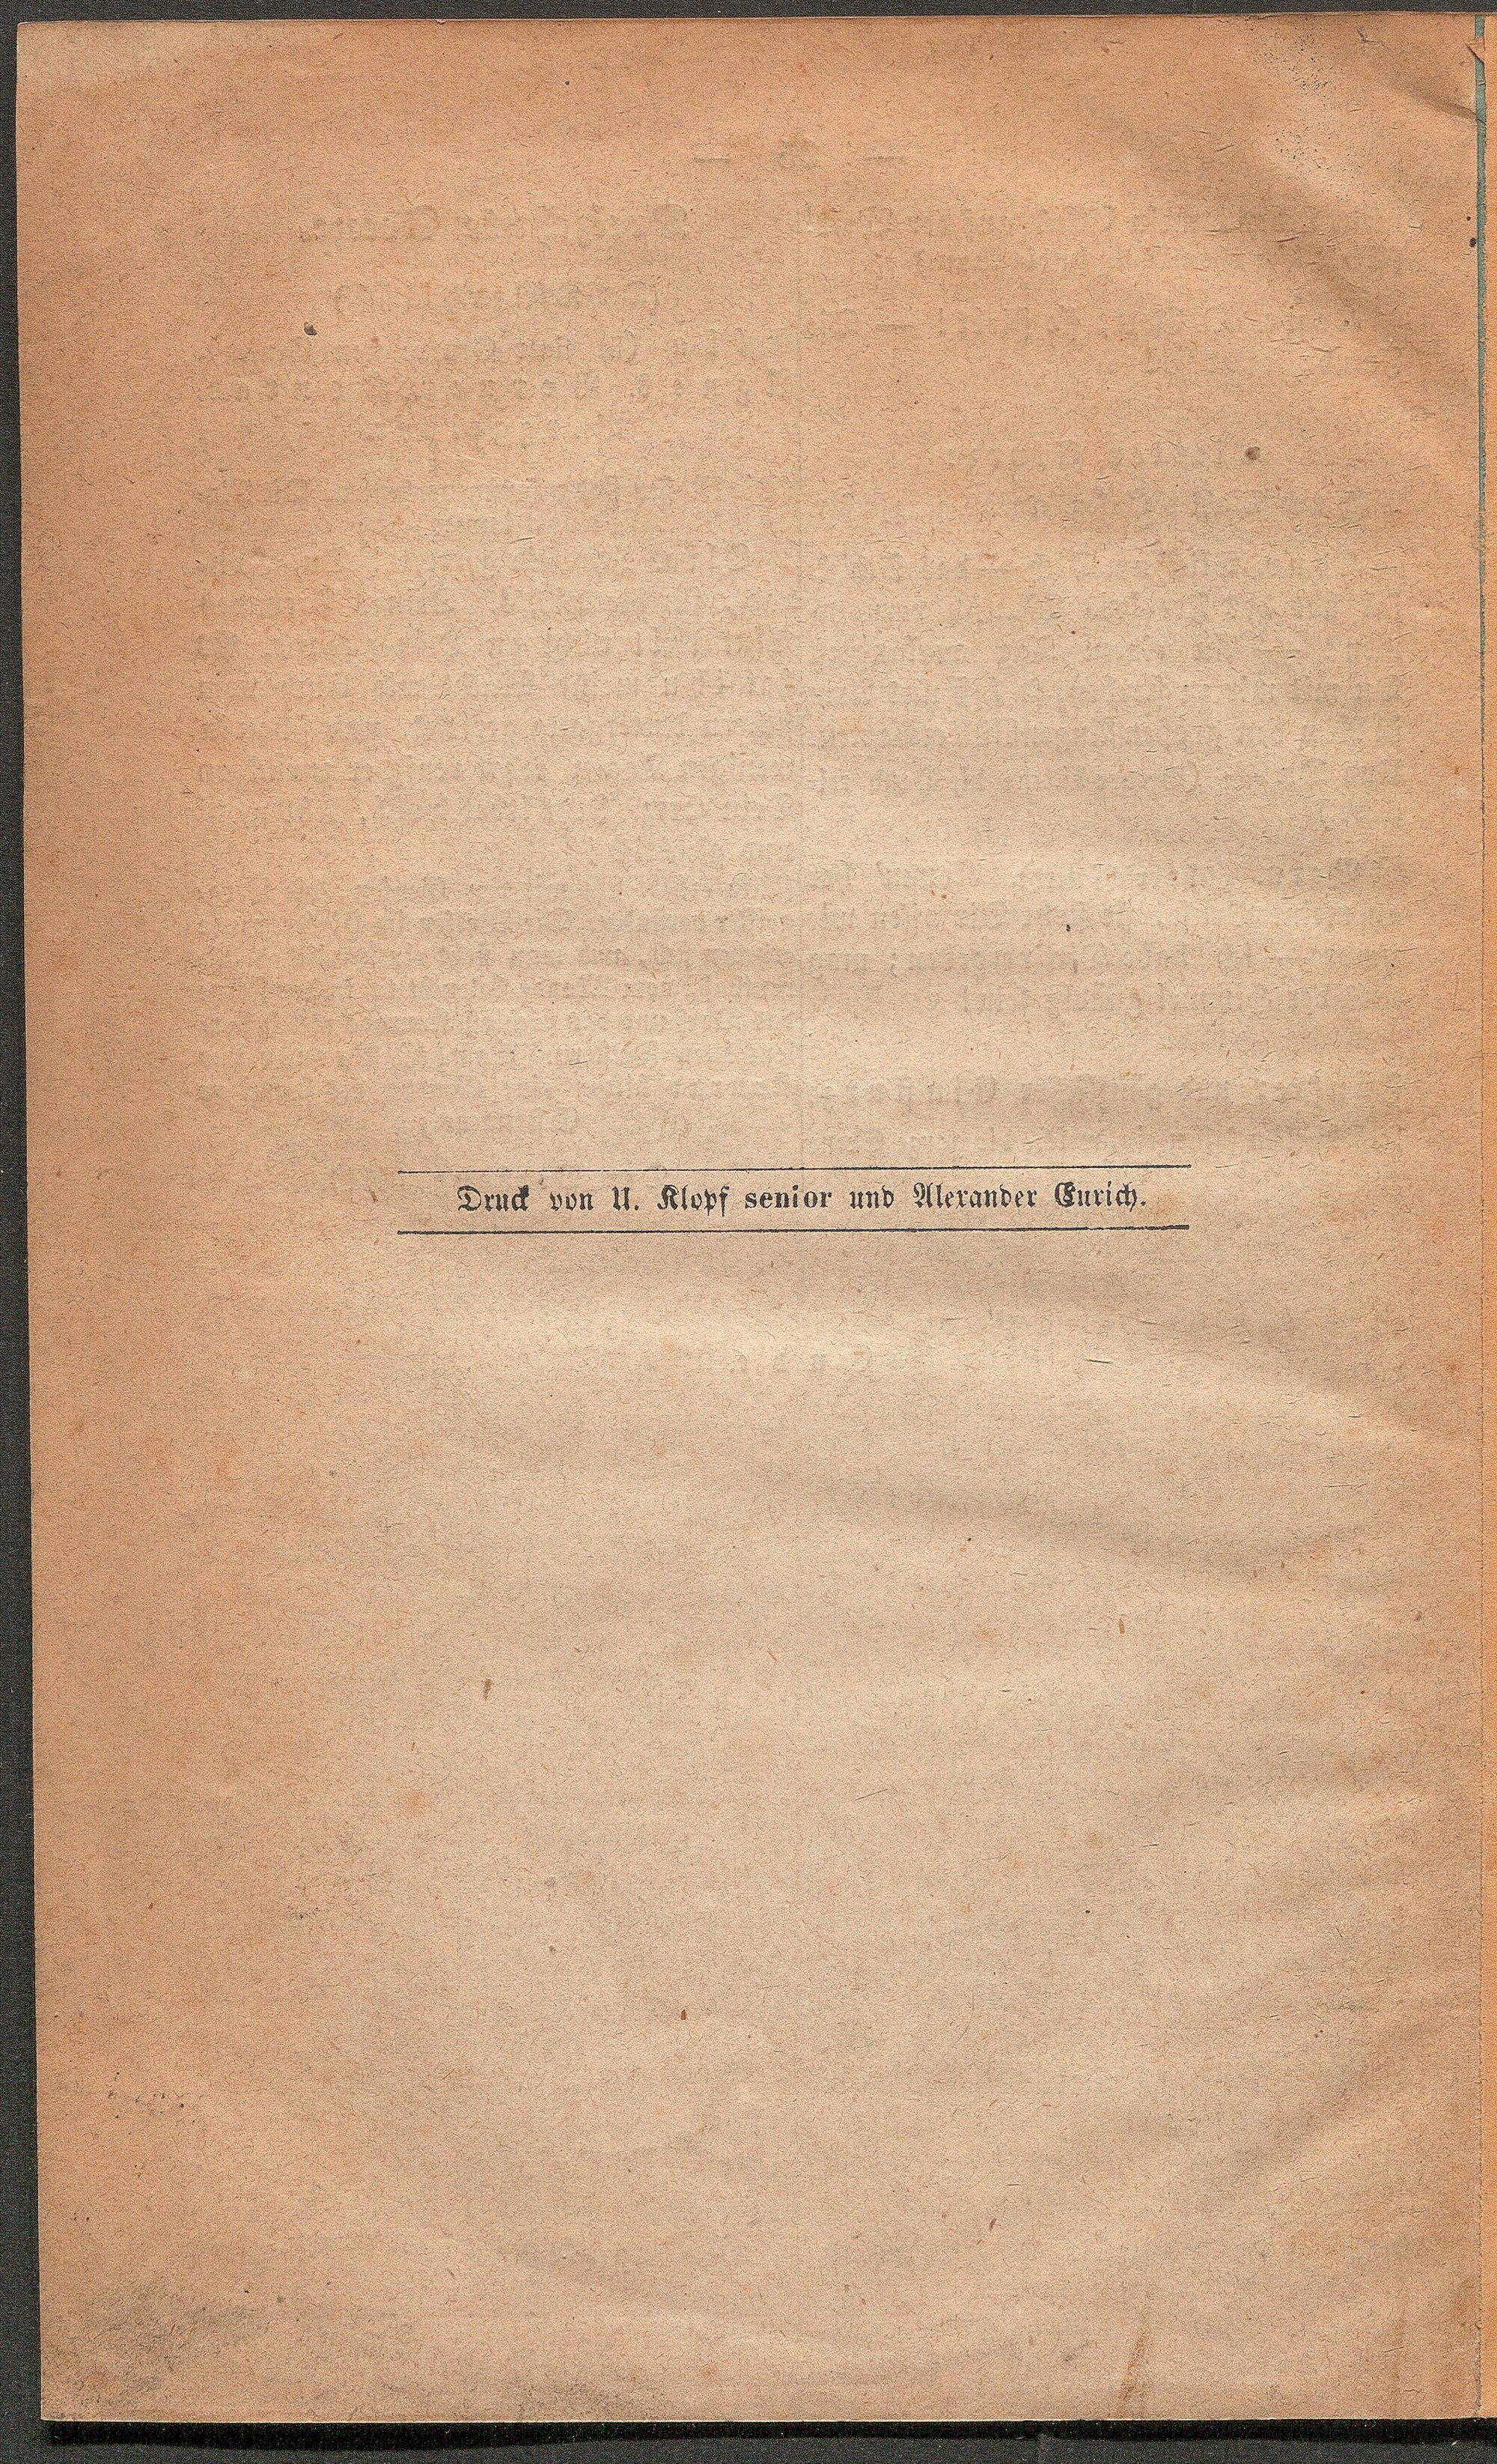 Druck von U. Klopf senior und Alexander Eurich.